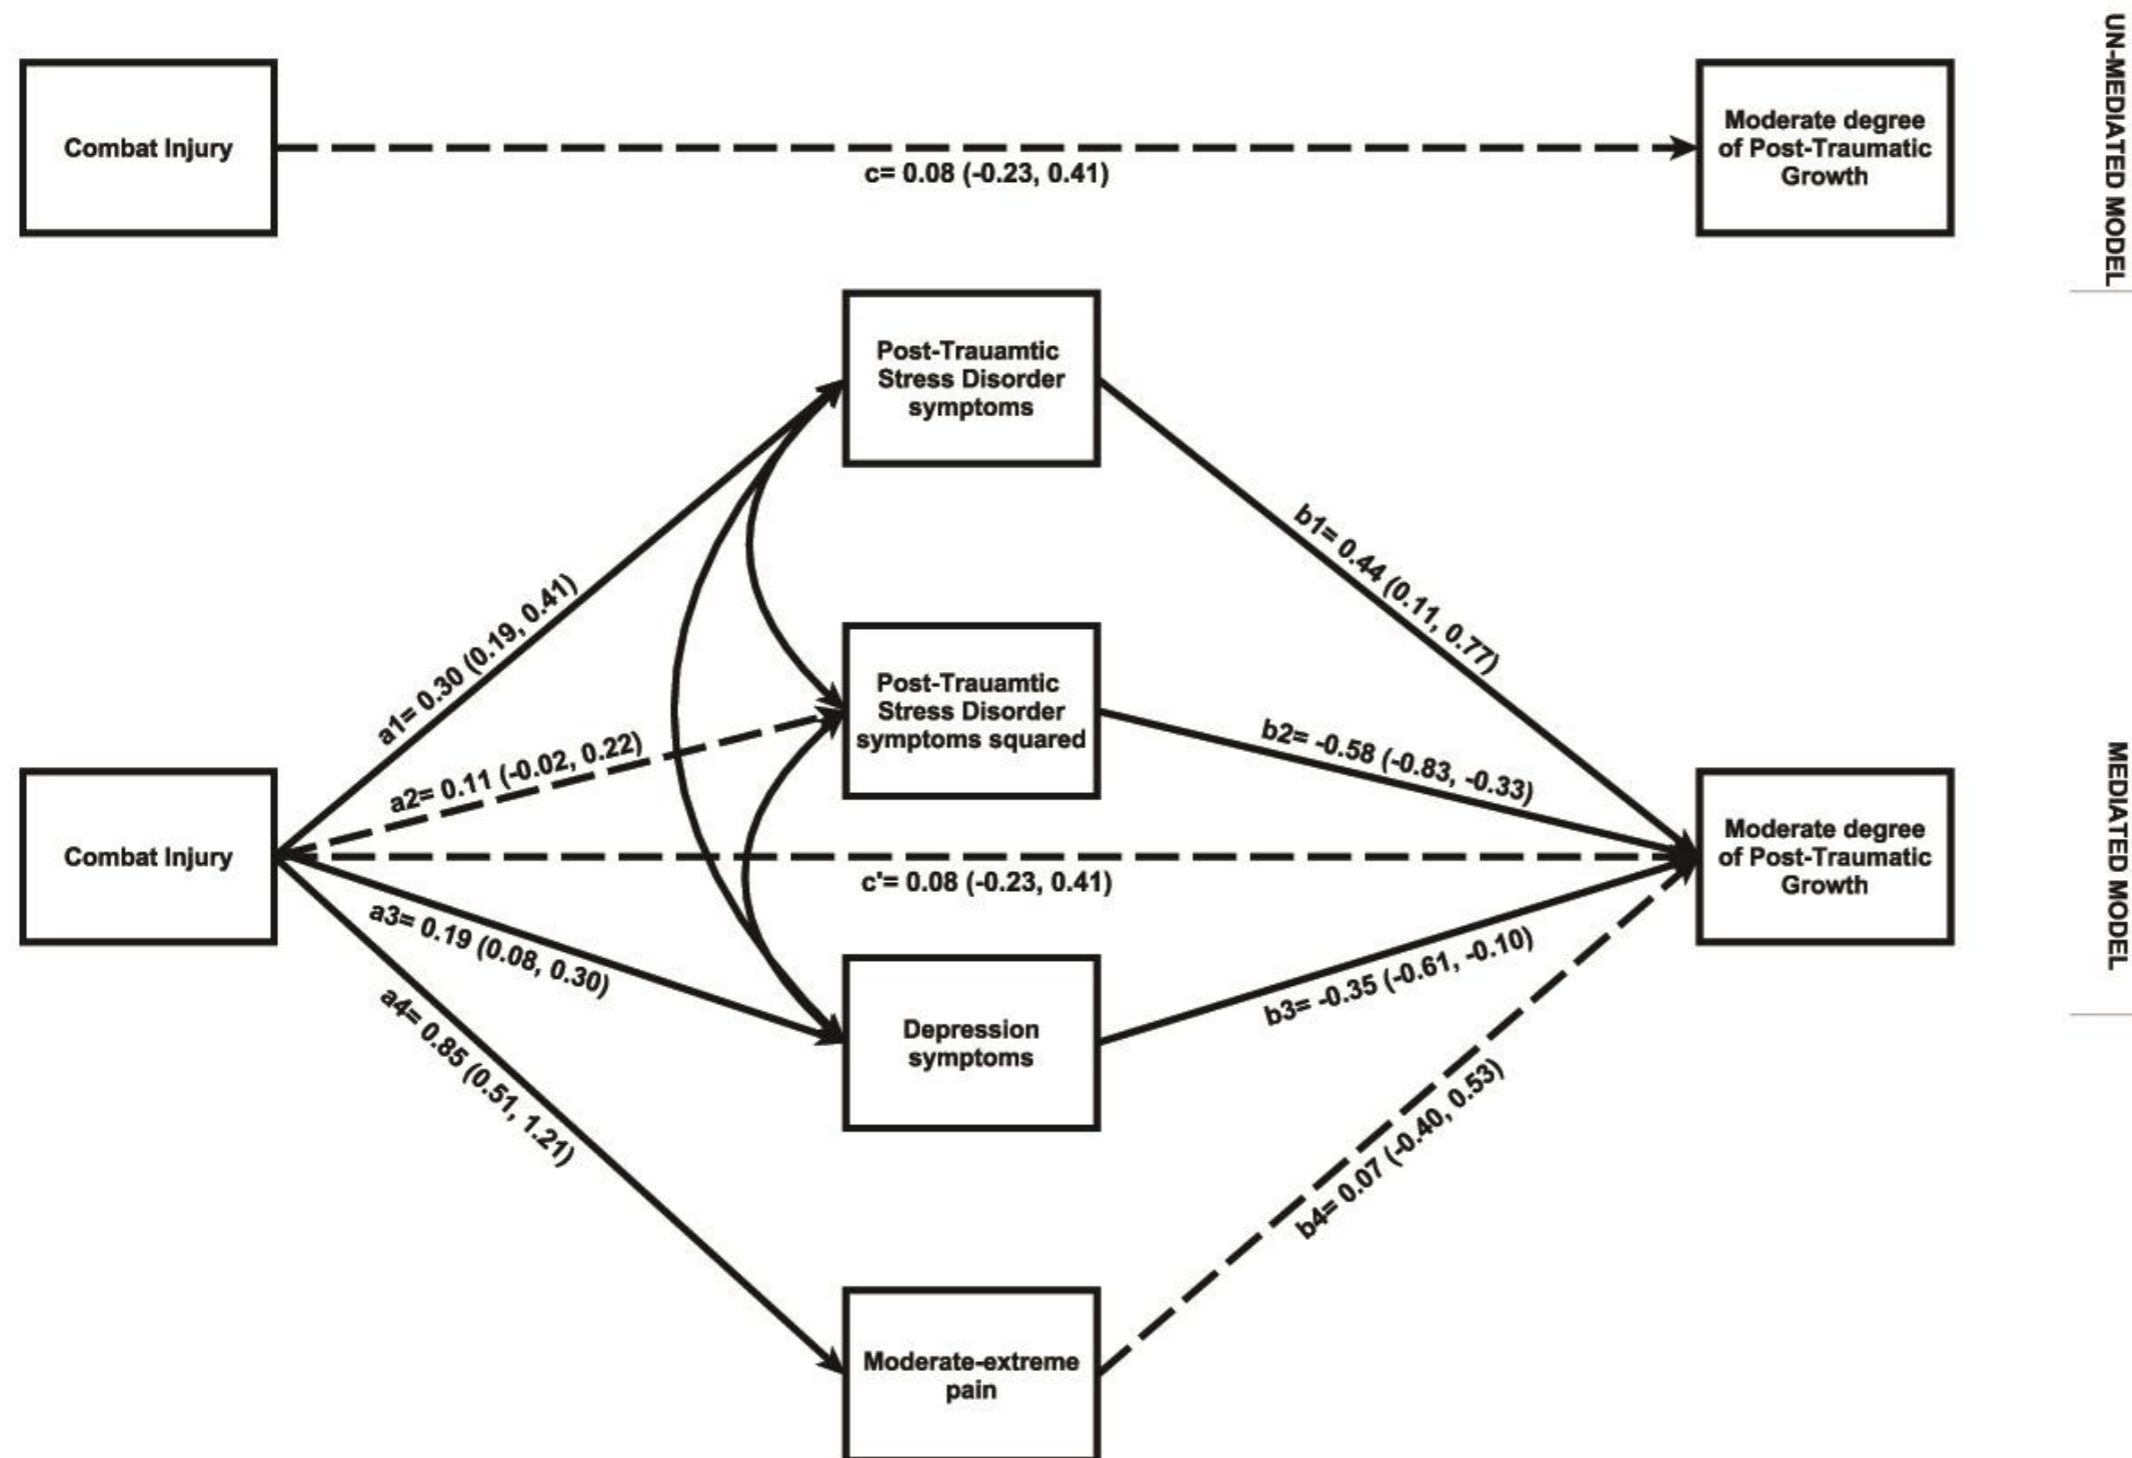 UN-MEDIATED MODEL
Combat Injury
c= 0.08 (-0.23, 0.41)
Moderate degree
of Post-Traumatic
Growth
MEDIATED MODEL
Combat Injury
a1= 0.30 (0.19, 0.41)
a2= 0.11 (-0.02, 0.22)
a3= 0.19 (0.08, 0.30)
a4= 0.85 (0.51, 1.21)
Post-Trauamtic
Stress Disorder
symptoms
Post-Trauamtic
Stress Disorder
symptoms squared
c'= 0.08 (-0.23, 0.41)
Depression
symptoms
Moderate-extreme
pain
b1= 0.44 (0.11, 0.77)
b2= -0.58 (-0.83, -0.33)
b3= -0.35 (-0.61, -0.10)
b4= 0.07 (-0.40, 0.53)
Moderate degree
of Post-Traumatic
Growth